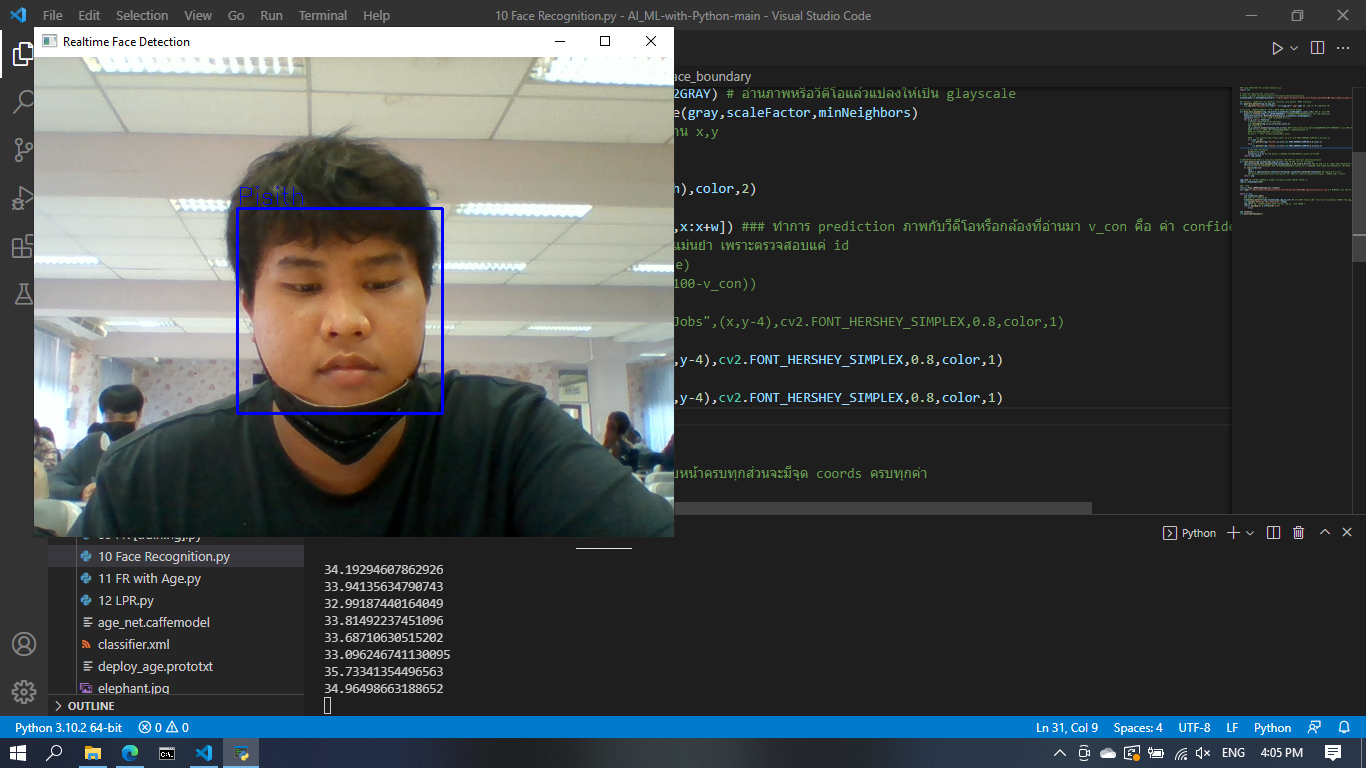 File Edit Selection View Go Run Terminal Help 10 Face Recognition.py - AI_ML-with-Python-main - Visual Studio Code
Realtime Face Detection
ace_boundary
2GRAY) # อ่านภาพหรือวีดีโอแล้วแปลงให้เป็น glayscale
e(gray,scaleFactor,minNeighbors)
าน x,y
n),color,2)
,x:x+w]) ### ทำการ prediction ภาพกับวีดีโอหรือกล้องที่อ่านมา v_con คือ ค่า confide
แม่นยำ เพราะตรวจสอบแค่ id
e)
100-v_con))
Jobs",(x,y-4),cv2.FONT_HERSHEY_SIMPLEX,0.8,color,1)
,y-4),cv2.FONT_HERSHEY_SIMPLEX,0.8,color,1)
,y-4),cv2.FONT_HERSHEY_SIMPLEX,0.8,color,1)
บหน้าครบทุกส่วนจะมีจุด coords ครบทุกค่า
Python
10 Face Recognition.py
11 FR with Age.py
12 LPR.py
age_net.caffemodel
classifier.xml
deploy_age.prototxt
elephant.jpg
OUTLINE
34.19294607862926
33.94135634790743
32.99187440164049
33.81492237451096
33.68710630515202
33.096246741130095
35.73341354496563
34.96498663188652
Python 3.10.2 64-bit 0 0 Ln 31, Col 9 Spaces: 4 UTF-8 LF Python
ENG 4:05 PM